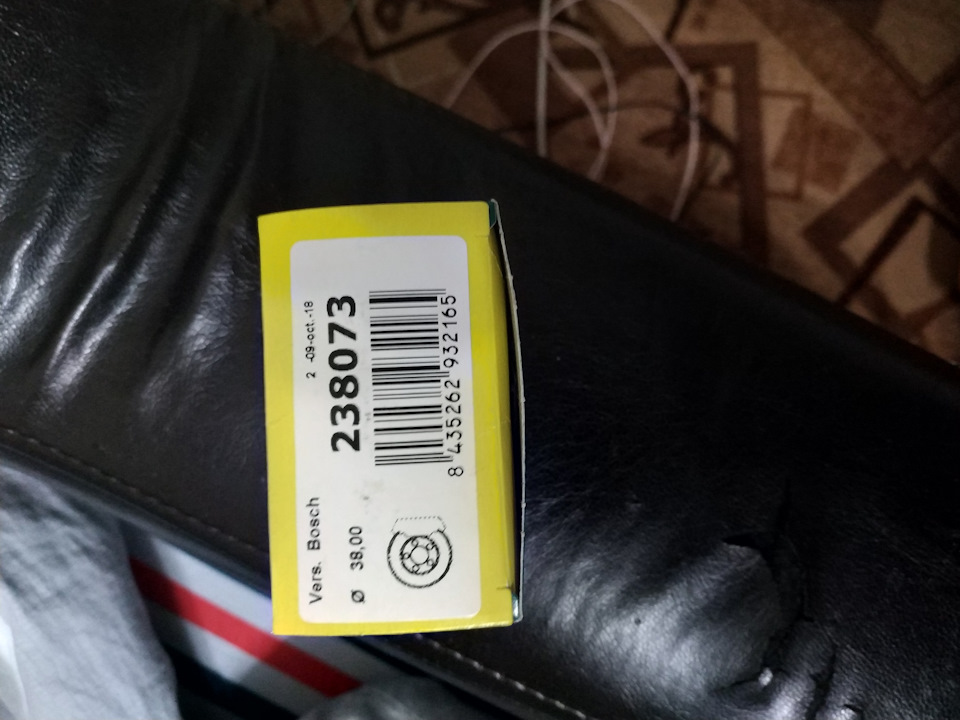 2 -09-oct.-18
238073
8 435262 932165
Vers. Bosch
Ø 38,00